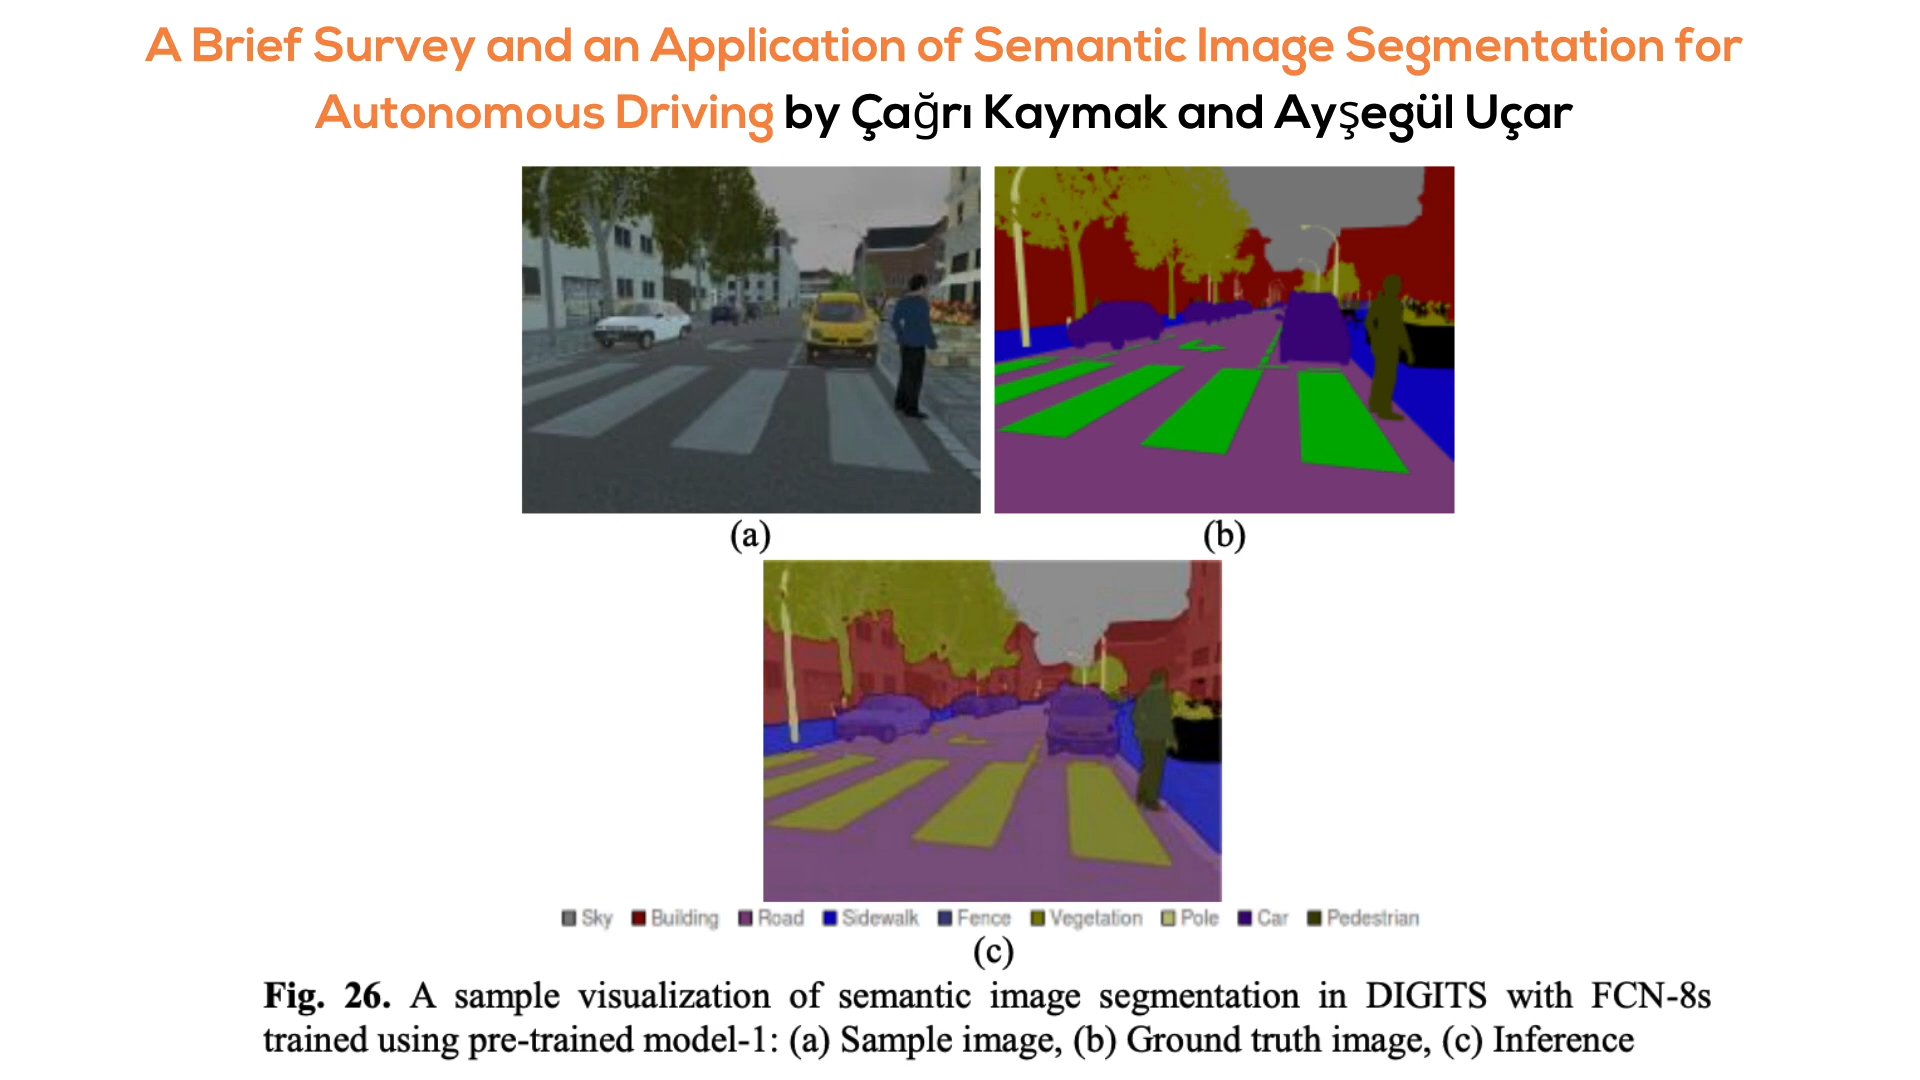 A Brief Survey and an Application of Semantic Image Segmentation for
Autonomous Driving by Çağrı Kaymak and Ayşegül Uçar
(a)
(b)
Sky Building Road Sidewalk Fence Vegetation Pole Car Pedestrian
(c)
Fig. 26. A sample visualization of semantic image segmentation in DIGITS with FCN-8s
trained using pre-trained model-1: (a) Sample image, (b) Ground truth image, (c) Inference